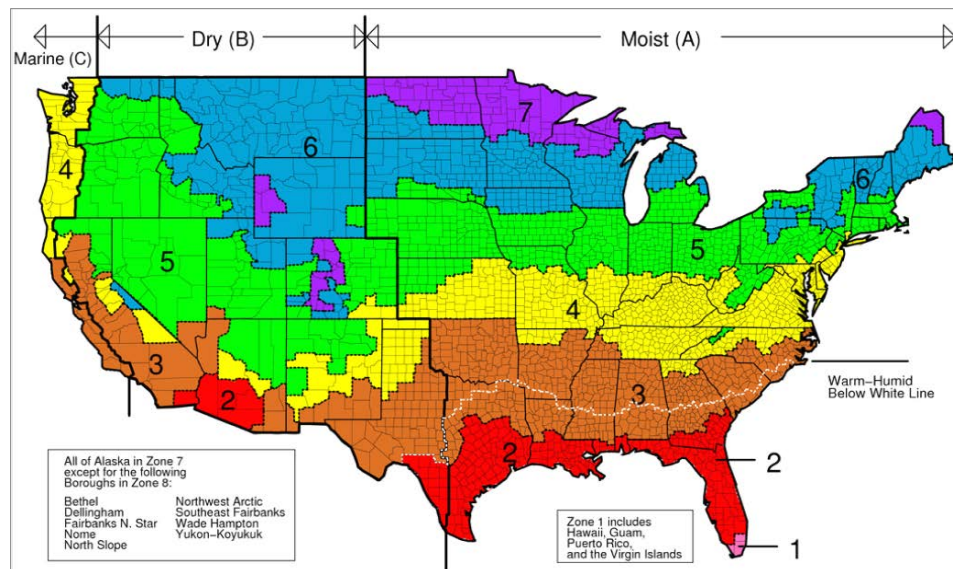 Marine (C)
Dry (B)
Moist (A)
7
6
6
4
5
5
4
3
3
2
2
2
1
Warm-Humid
Below White Line
All of Alaska in Zone 7
except for the following
Boroughs in Zone 8:
Bethel
Dellingham
Fairbanks N. Star
Nome
North Slope
Northwest Arctic
Southeast Fairbanks
Wade Hampton
Yukon-Koyukuk
Zone 1 includes
Hawaii, Guam,
Puerto Rico,
and the Virgin Islands